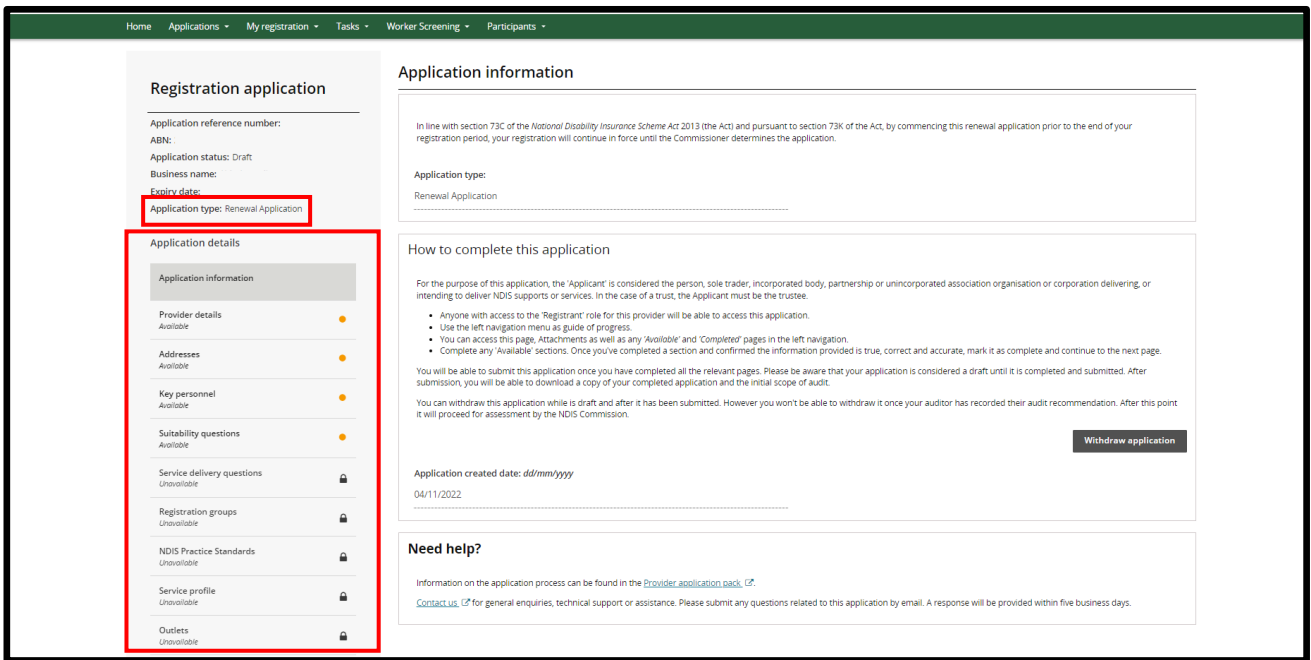 Home Applications My registration Tasks Worker Screening Participants
Registration application
Application reference number:
ABN:
Application status: Draft
Business name:
Expiry date:
Application type: Renewal Application
Application details
Application information
Provider details
Available
Addresses
Available
Key personnel
Available
Suitability questions
Available
Service delivery questions
Unavailable
Registration groups
Unavailable
NDIS Practice Standards
Unavailable
Service profile
Unavailable
Outlets
Unavailable
Application information
In line with section 73C of the National Disability Insurance Scheme Act 2013 (the Act) and pursuant to section 73K of the Act, by commencing this renewal application prior to the end of your
registration period, your registration will continue in force until the Commissioner determines the application.
Application type:
Renewal Application
How to complete this application
For the purpose of this application, the 'Applicant' is considered the person, sole trader, incorporated body, partnership or unincorporated association organisation or corporation delivering, or
intending to deliver NDIS supports or services. In the case of a trust, the Applicant must be the trustee.
• Anyone with access to the 'Registrant' role for this provider will be able to access this application.
• Use the left navigation menu as guide of progress.
• You can access this page, Attachments as well as any 'Available' and 'Completed' pages in the left navigation.
• Complete any 'Available' sections. Once you've completed a section and confirmed the information provided is true, correct and accurate, mark it as complete and continue to the next page.
You will be able to submit this application once you have completed all the relevant pages. Please be aware that your application is considered a draft until it is completed and submitted. After
submission, you will be able to download a copy of your completed application and the initial scope of audit.
You can withdraw this application while is draft and after it has been submitted. However you won't be able to withdraw it once your auditor has recorded their audit recommendation. After this point
it will proceed for assessment by the NDIS Commission.
Withdraw application
Application created date: dd/mm/yyyy
04/11/2022
Need help?
Information on the application process can be found in the Provider application pack .
Contact us for general enquiries, technical support or assistance. Please submit any questions related to this application by email. A response will be provided within five business days.